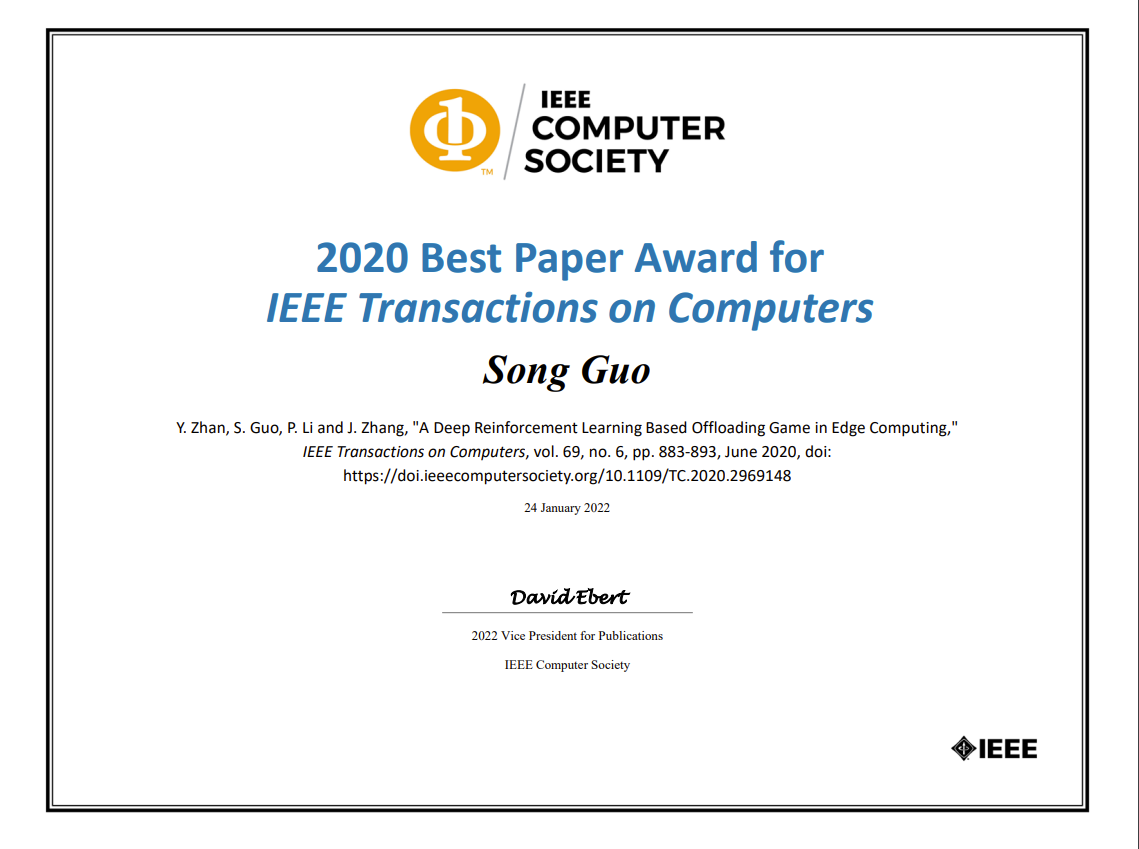 IEEE
COMPUTER
SOCIETY
TM
2020 Best Paper Award for
IEEE Transactions on Computers
Song Guo
Y. Zhan, S. Guo, P. Li and J. Zhang, "A Deep Reinforcement Learning Based Offloading Game in Edge Computing,"
IEEE Transactions on Computers, vol. 69, no. 6, pp. 883-893, June 2020, doi:
https://doi.ieeecomputersociety.org/10.1109/TC.2020.2969148
24 January 2022
David Ebert
2022 Vice President for Publications
IEEE Computer Society
IEEE